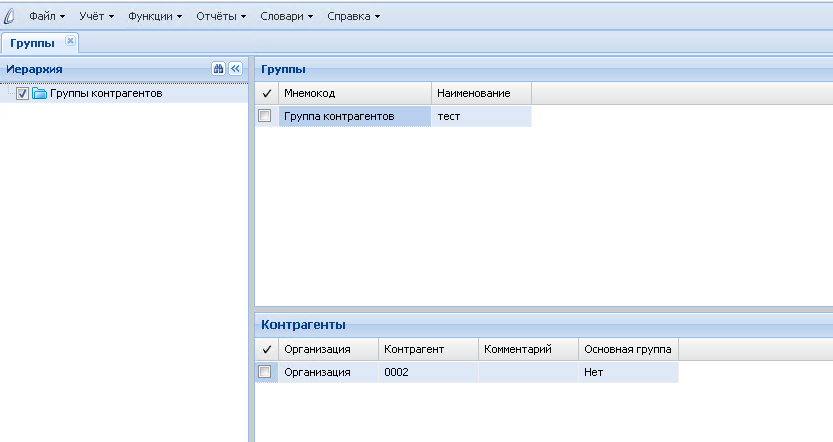 Файл Учёт Функции Отчёты Словари Справка
Группы
Иерархия
Группы контрагентов
Группы
Мнемокод Наименование
Группа контрагентов тест
Контрагенты
Организация Контрагент Комментарий Основная группа
Организация 0002 Нет